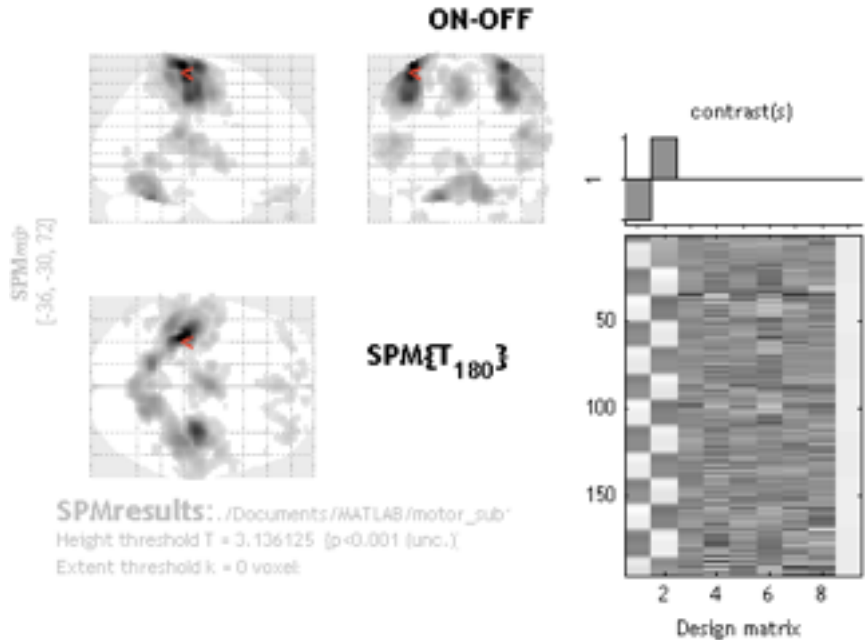 ON-OFF
SPMmip
[-36, -30, 72]
SPM{T180}
contrast(s)
1
50
100
150
2 4 6 8
Design matrix
SPMresults: ./Documents/MATLAB/motor_sub
Height threshold T = 3.136125 {p<0.001 (unc.)
Extent threshold k = 0 voxel